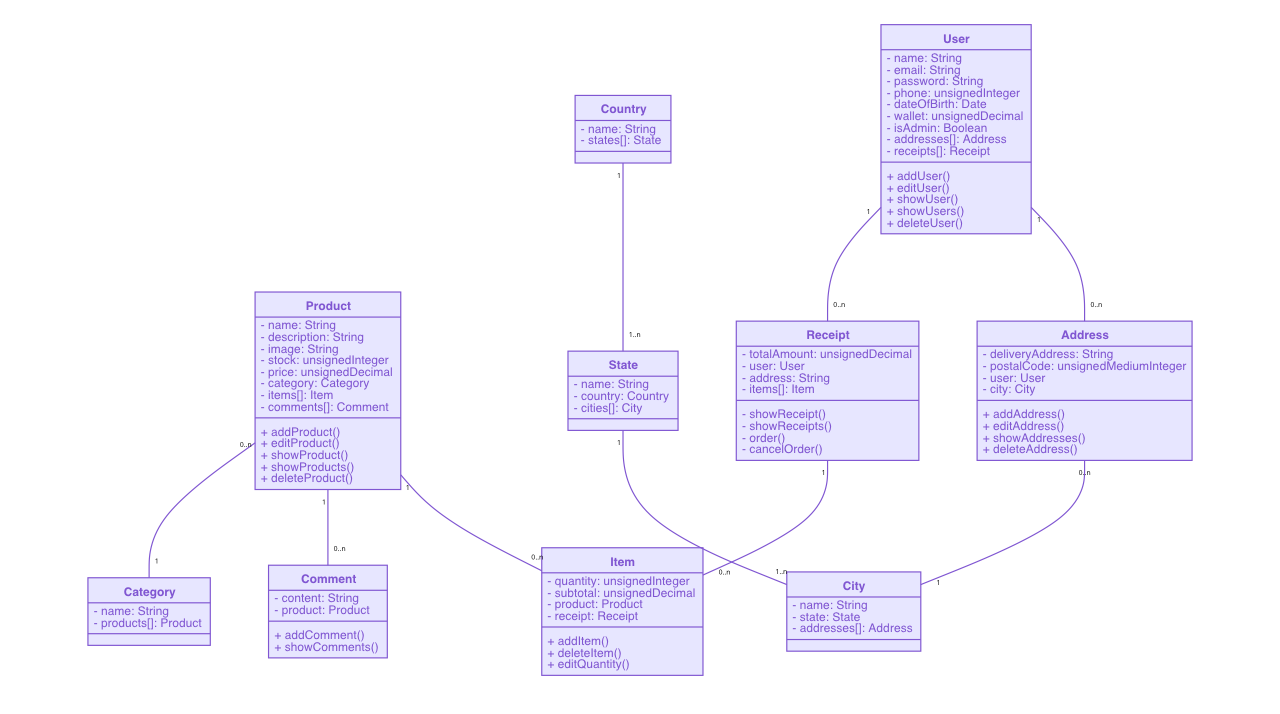 User
- name: String
- email: String
- password: String
- phone: unsignedInteger
- dateOfBirth: Date
- wallet: unsignedDecimal
- isAdmin: Boolean
- addresses[]: Address
- receipts[]: Receipt
+ addUser()
+ editUser()
+ showUser()
+ showUsers()
+ deleteUser()
1
1
Country
- name: String
- states[]: State
1
1..n
0..n
0..n
Product
- name: String
- description: String
- image: String
- stock: unsignedInteger
- price: unsignedDecimal
- category: Category
- items[]: Item
- comments[]: Comment
+ addProduct()
+ editProduct()
+ showProduct()
+ showProducts()
+ deleteProduct()
0..n
1
1
State
- name: String
- country: Country
- cities[]: City
1
Receipt
- totalAmount: unsignedDecimal
- user: User
- address: String
- items[]: Item
- showReceipt()
- showReceipts()
- order()
- cancelOrder()
1
Address
- deliveryAddress: String
- postalCode: unsignedMediumInteger
- user: User
- city: City
+ addAddress()
+ editAddress()
+ showAddresses()
+ deleteAddress()
0..n
1
0..n
0..n
0..n
1..n
1
Category
- name: String
- products[]: Product
Comment
- content: String
- product: Product
+ addComment()
+ showComments()
Item
- quantity: unsignedInteger
- subtotal: unsignedDecimal
- product: Product
- receipt: Receipt
+ addItem()
+ deleteItem()
+ editQuantity()
City
- name: String
- state: State
- addresses[]: Address